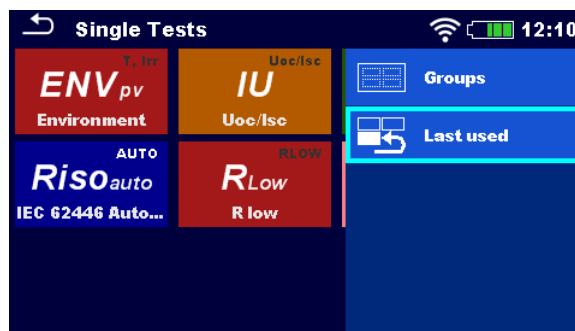 Single Tests
12:10
T, Irr
ENVpv
Environment
Uoc/Isc
IU
Uoc/Isc
Groups
Last used
AUTO
Risoauto
IEC 62446 Auto...
RLOW
RLow
R low